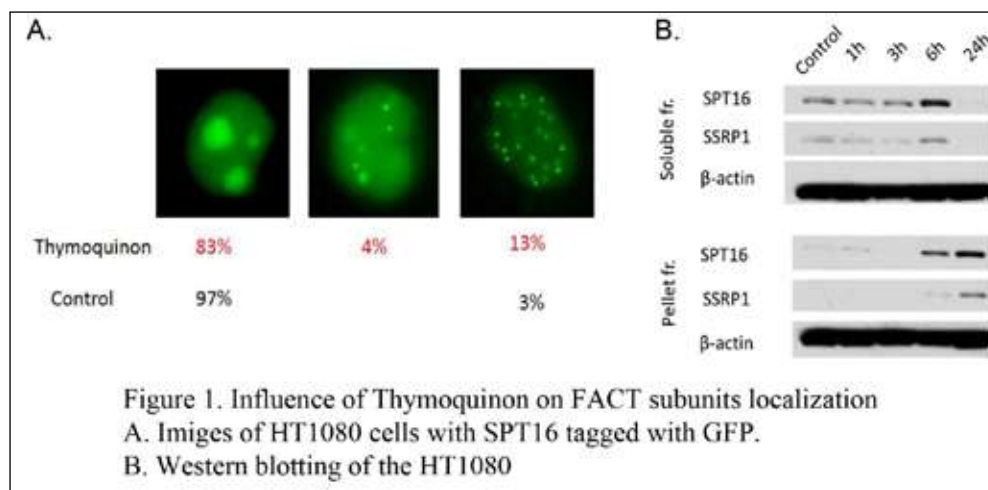 A.
Thymoquinon 83% 4% 13%
Control 97% 3%
B.
Control 1h 3h 6h 24h
Soluble fr.
SPT16
SSRP1
β-actin
Pellet fr.
SPT16
SSRP1
β-actin
Figure 1. Influence of Thymoquinon on FACT subunits localization
A. Imiges of HT1080 cells with SPT16 tagged with GFP.
B. Western blotting of the HT1080